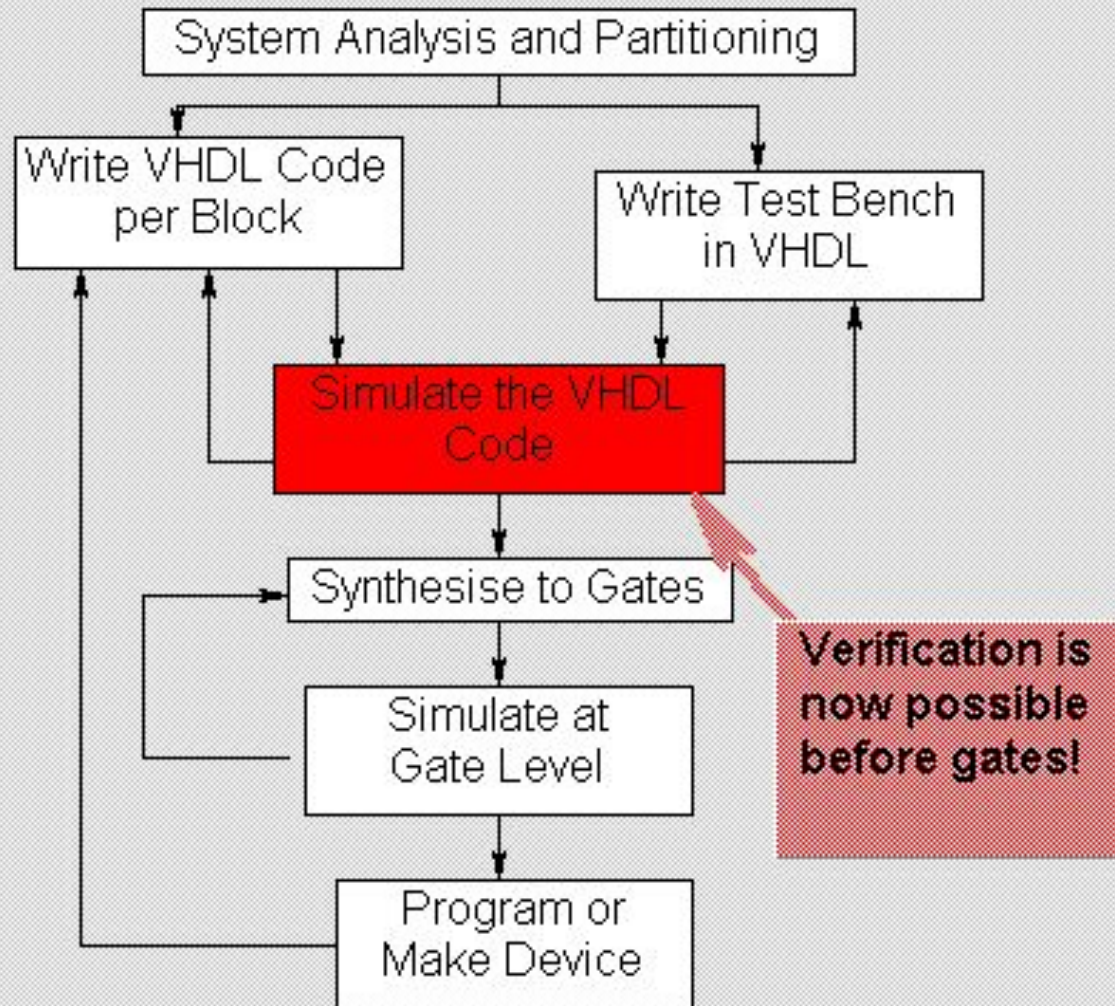 System Analysis and Partitioning
Write VHDL Code
per Block
Write Test Bench
in VHDL
Simulate the VHDL
Code
Synthesise to Gates
Simulate at
Gate Level
Verification is
now possible
before gates!
Program or
Make Device